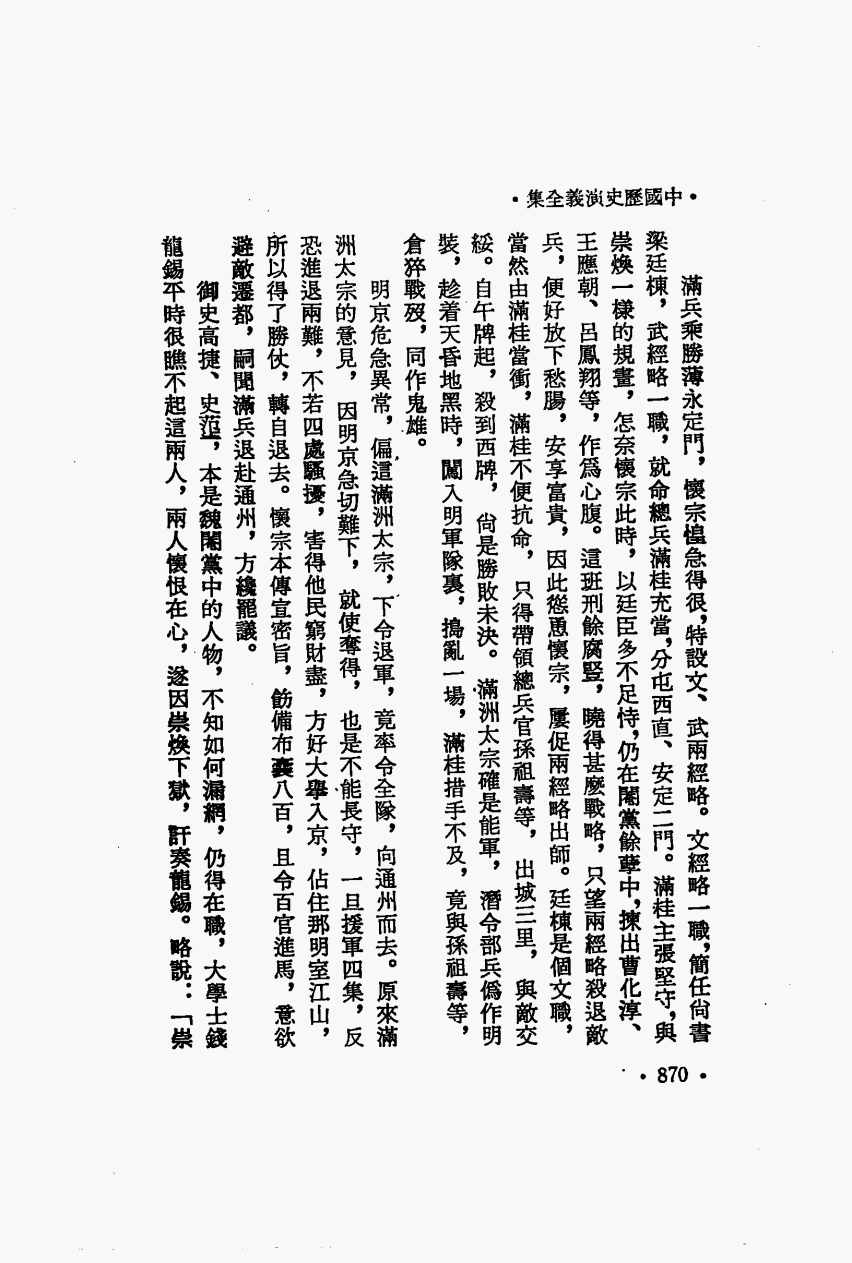 •中國歷史演義全集•
滿兵乘勝薄永定門，懷宗惶急得很，特設文、武兩經略。文經略一職，簡任尙書
梁廷棟，武經略一職，就命總兵滿桂充當，分屯西直、安定二門。滿桂主張堅守，與
崇煥一樣的規畫，怎奈懷宗此時，以廷臣多不足恃，仍在閹黨餘孽中，揀出曹化淳、
王應朝、呂鳳翔等，作爲心腹。這班刑餘腐豎，曉得甚麽戰略，只望兩經略殺退敵
兵，便好放下愁腸，安享富貴，因此慫恿懷宗，屢促兩經略出師。廷棟是個文職，
當然由滿桂當衝，滿桂不便抗命，只得帶領總兵官孫祖壽等，出城三里，與敵交
綏。自午牌起，殺到酉牌，尙是勝敗未決。滿洲太宗確是能軍，潛令部兵僞作明
裝，趁着天昏地黑時，闖入明軍隊裏，搗亂一場，滿桂措手不及，竟與孫祖壽等，
倉猝戰歿，同作鬼雄。
明京危急異常，偏這滿洲太宗，下令退軍，竟率令全隊，向通州而去。原來滿
洲太宗的意見，因明京急切難下，就使奪得，也是不能長守，一旦援軍四集，反
恐進退兩難，不若四處騷擾，害得他民窮財盡，方好大擧入京，佔住那明室江山，
所以得了勝仗，轉自退去。懷宗本傳宣密旨，飭備布囊八百，且令百官進馬，意欲
避敵遷都，嗣聞滿兵退赴通州，方纔罷議。
御史高捷、史䇔，本是魏閹黨中的人物，不知如何漏網，仍得在職，大學士錢
龍錫平時很瞧不起這兩人，兩人懷恨在心，遂因崇煥下獄，訐奏龍錫。略說：「崇
•870•